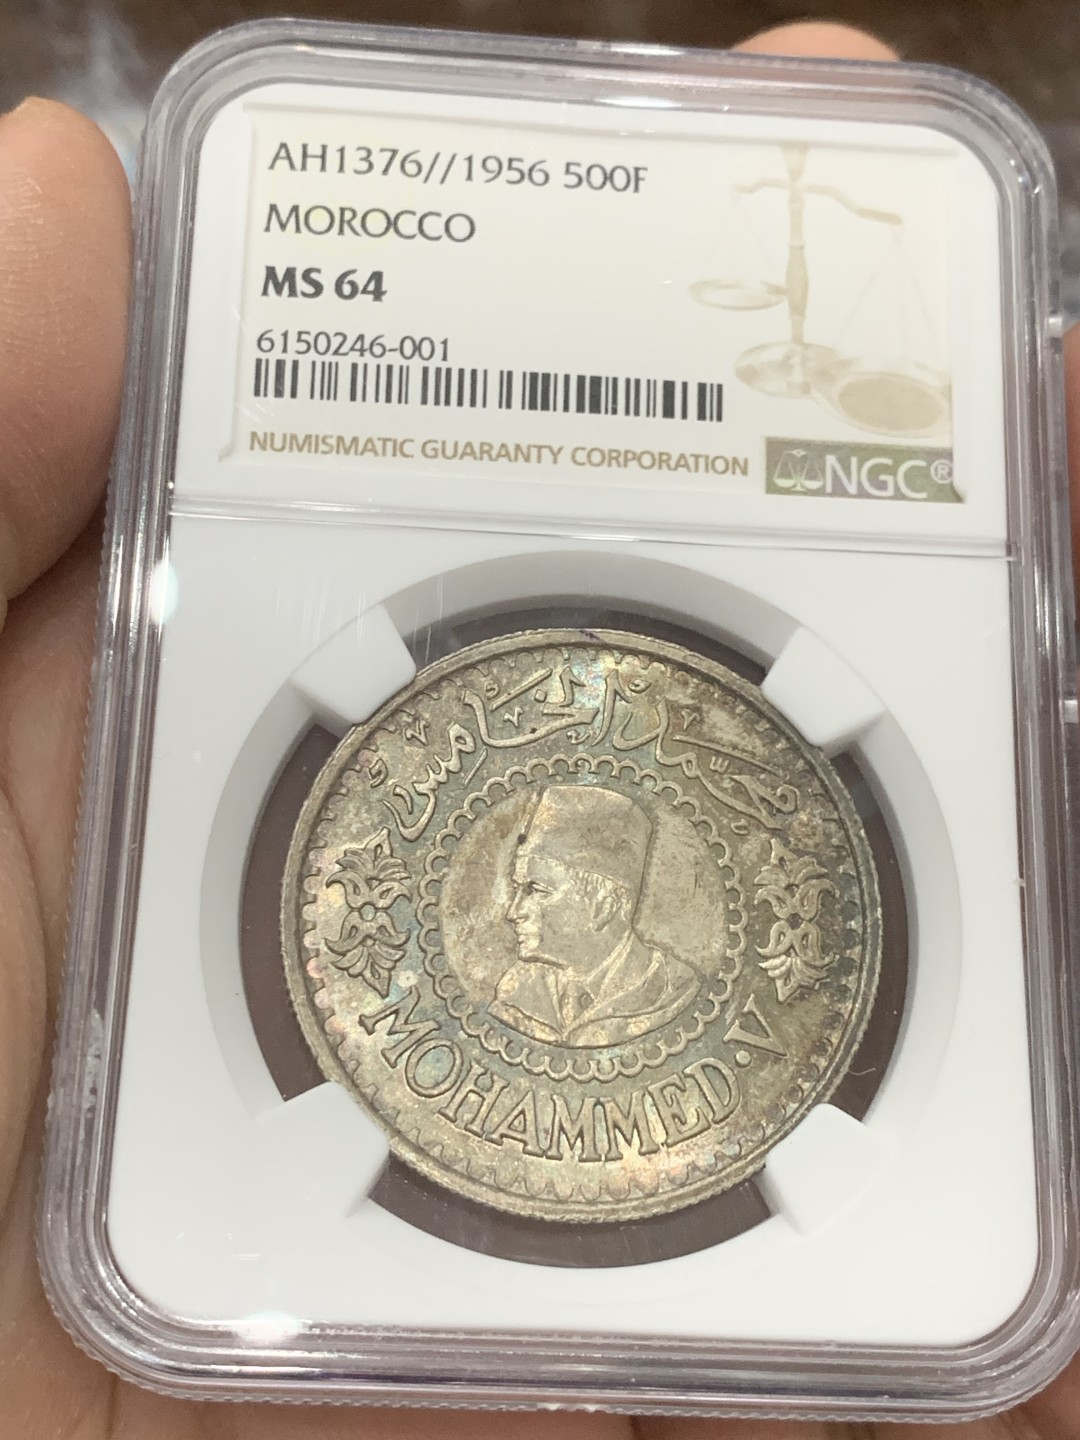 AH1376//1956 500F
MOROCCO
MS 64
6150246-001
NUMISMATIC GUARANTY CORPORATION
NGC®
محمد الخامس
MOHAMMED·V